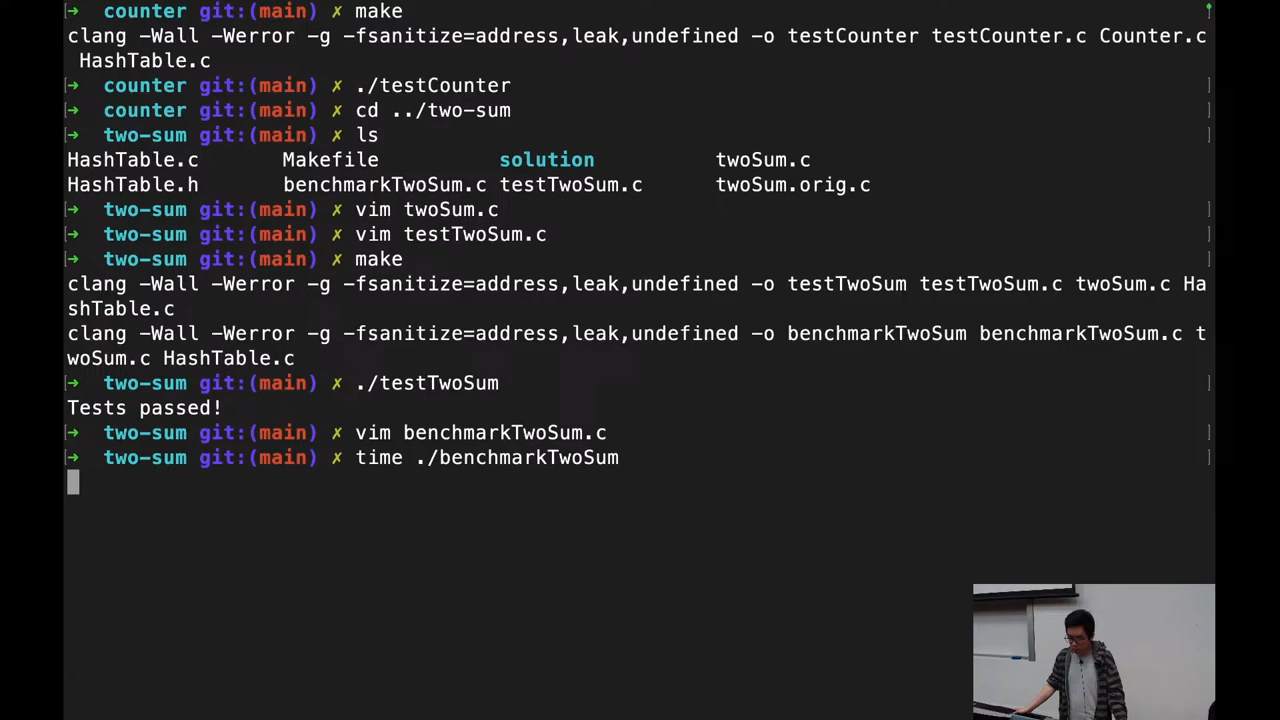 ➜ counter git:(main) ✗ make
clang -Wall -Werror -g -fsanitize=address,leak,undefined -o testCounter testCounter.c Counter.c
HashTable.c
➜ counter git:(main) ✗ ./testCounter
➜ counter git:(main) ✗ cd ../two-sum
➜ two-sum git:(main) ✗ ls
HashTable.c Makefile solution twoSum.c
HashTable.h benchmarkTwoSum.c testTwoSum.c twoSum.orig.c
➜ two-sum git:(main) ✗ vim twoSum.c
➜ two-sum git:(main) ✗ vim testTwoSum.c
➜ two-sum git:(main) ✗ make
clang -Wall -Werror -g -fsanitize=address,leak,undefined -o testTwoSum testTwoSum.c twoSum.c Ha
shTable.c
clang -Wall -Werror -g -fsanitize=address,leak,undefined -o benchmarkTwoSum benchmarkTwoSum.c t
woSum.c HashTable.c
➜ two-sum git:(main) ✗ ./testTwoSum
Tests passed!
➜ two-sum git:(main) ✗ vim benchmarkTwoSum.c
➜ two-sum git:(main) ✗ time ./benchmarkTwoSum